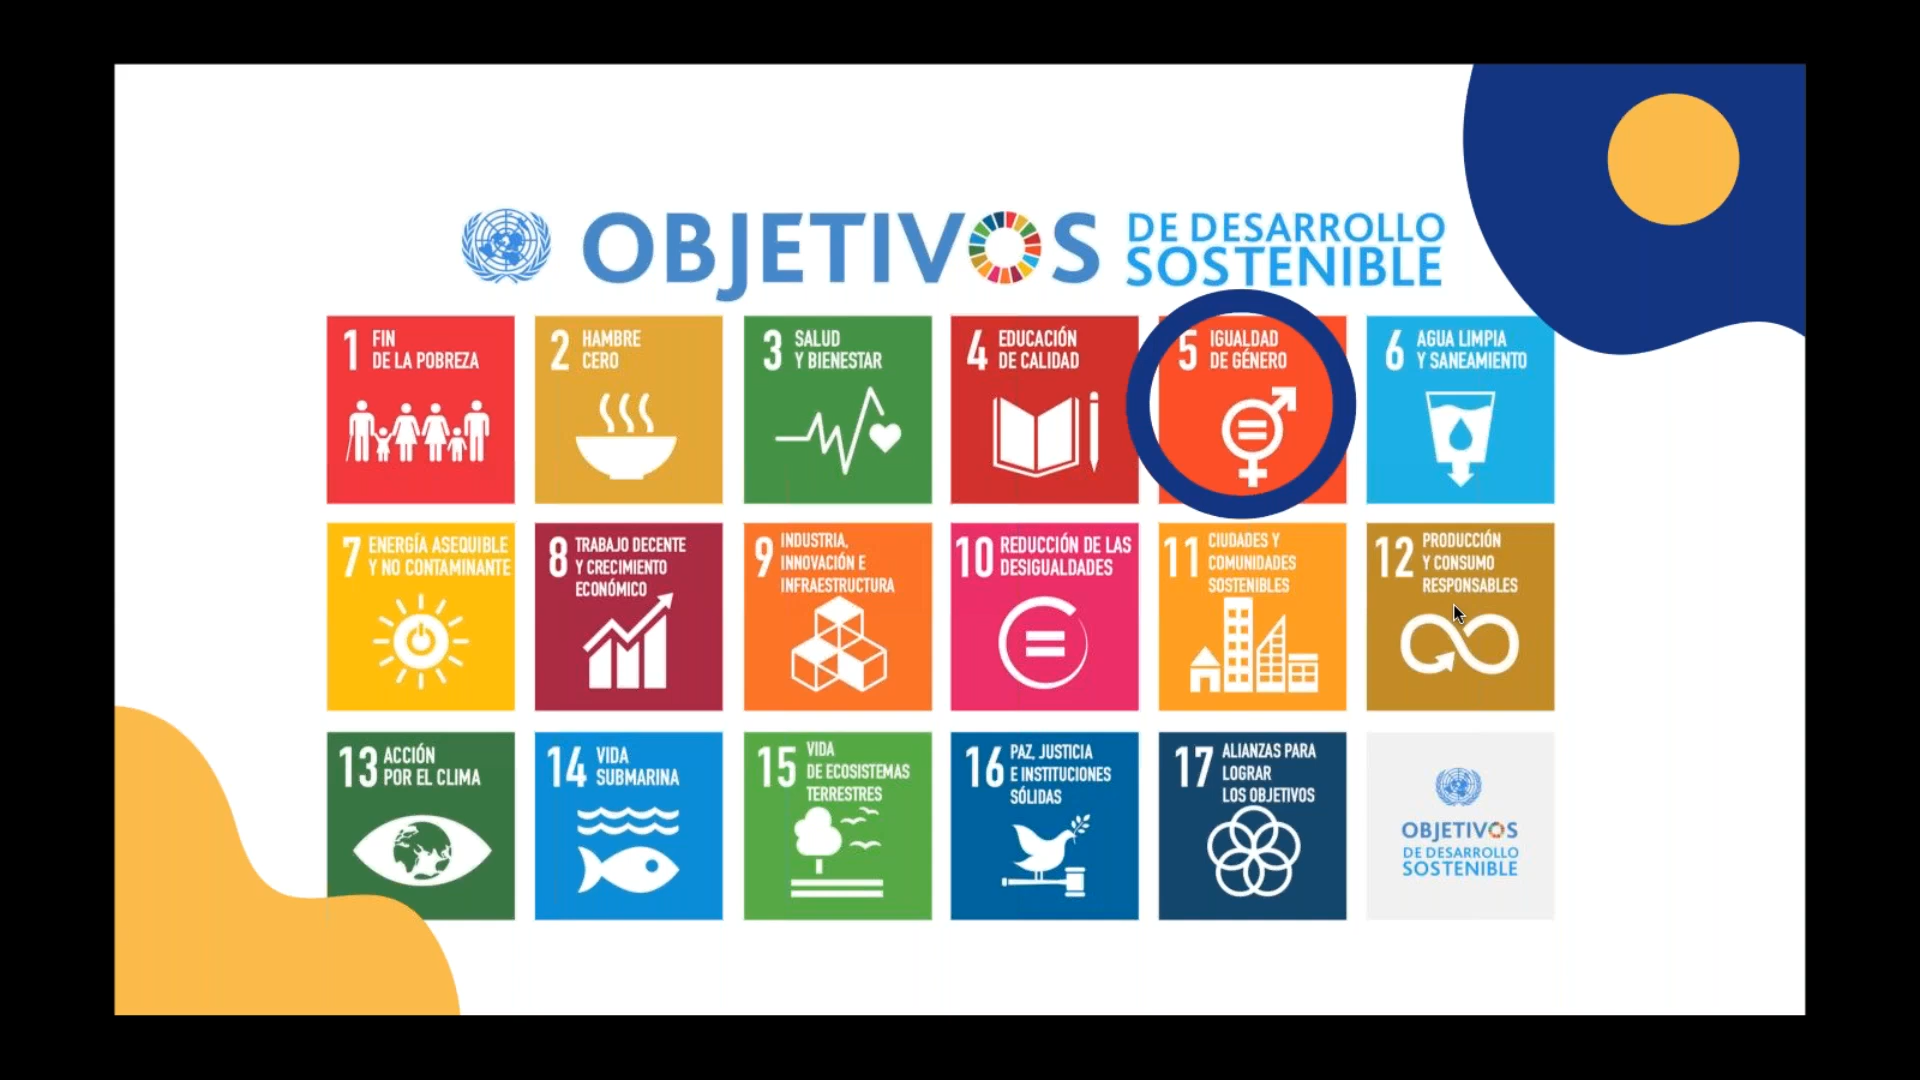 OBJETIVOS DE DESARROLLO
SOSTENIBLE
1 FIN
DE LA POBREZA
2 HAMBRE
CERO
3 SALUD
Y BIENESTAR
4 EDUCACIÓN
DE CALIDAD
5 IGUALDAD
DE GÉNERO
6 AGUA LIMPIA
Y SANEAMIENTO
7 ENERGÍA ASEQUIBLE
Y NO CONTAMINANTE
8 TRABAJO DECENTE
Y CRECIMIENTO
ECONÓMICO
9 INDUSTRIA,
INNOVACIÓN E
INFRAESTRUCTURA
10 REDUCCIÓN DE LAS
DESIGUALDADES
11 CIUDADES Y
COMUNIDADES
SOSTENIBLES
12 PRODUCCIÓN
Y CONSUMO
RESPONSABLES
13 ACCIÓN
POR EL CLIMA
14 VIDA
SUBMARINA
15 VIDA
DE ECOSISTEMAS
TERRESTRES
16 PAZ, JUSTICIA
E INSTITUCIONES
SÓLIDAS
17 ALIANZAS PARA
LOGRAR
LOS OBJETIVOS
OBJETIVOS
DE DESARROLLO
SOSTENIBLE